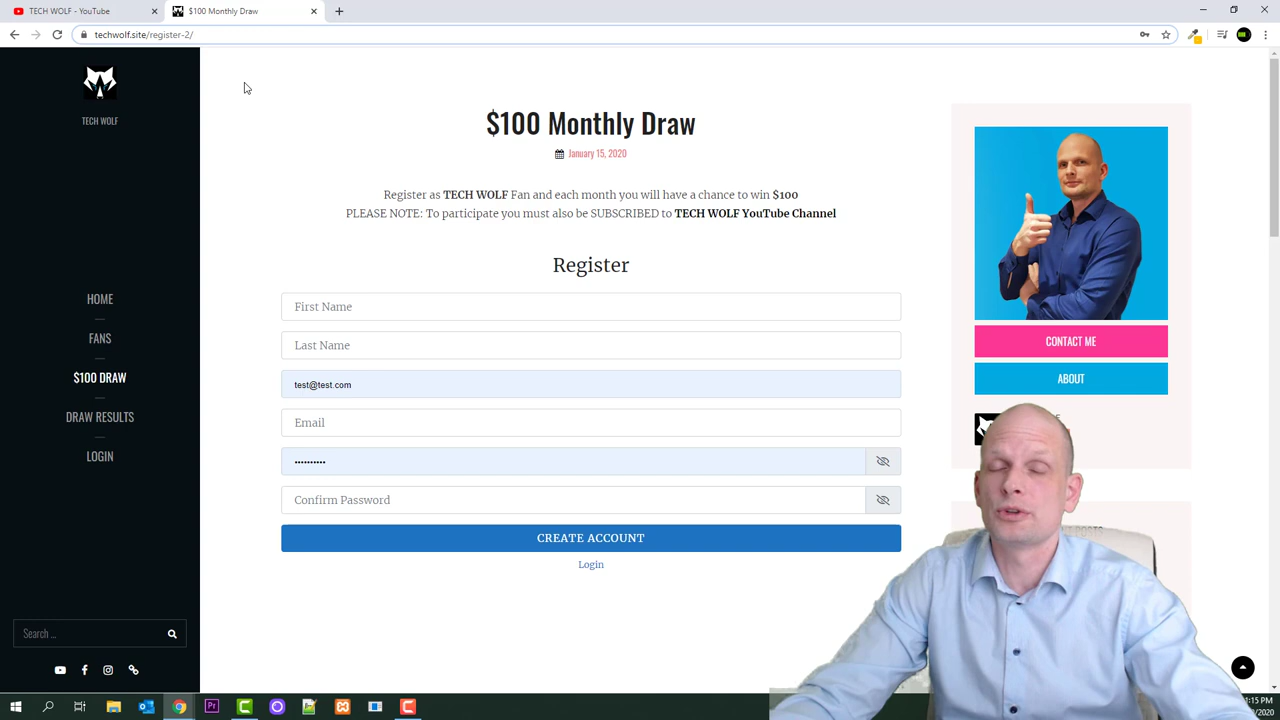 TECH WOLF - YouTube
$100 Monthly Draw
techwolf.site/register-2/
TECH WOLF
HOME
FANS
$100 DRAW
DRAW RESULTS
LOGIN
Search ...
$100 Monthly Draw
January 15, 2020
Register as TECH WOLF Fan and each month you will have a chance to win $100
PLEASE NOTE: To participate you must also be SUBSCRIBED to TECH WOLF YouTube Channel
Register
First Name
Last Name
test@test.com
Email
Confirm Password
CREATE ACCOUNT
Login
CONTACT ME
ABOUT